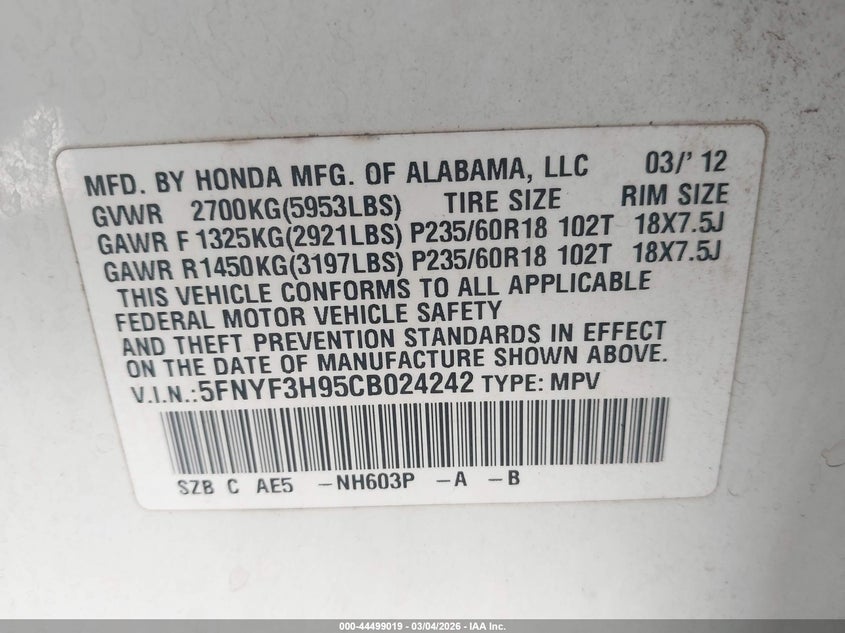 MFD. BY HONDA MFG. OF ALABAMA, LLC 03/' 12
GVWR 2700KG(5953LBS) TIRE SIZE RIM SIZE
GAWR F 1325KG(2921LBS) P235/60R18 102T 18X7.5J
GAWR R1450KG(3197LBS) P235/60R18 102T 18X7.5J
THIS VEHICLE CONFORMS TO ALL APPLICABLE
FEDERAL MOTOR VEHICLE SAFETY
AND THEFT PREVENTION STANDARDS IN EFFECT
ON THE DATE OF MANUFACTURE SHOWN ABOVE.
V.I.N.:5FNYF3H95CB024242 TYPE: MPV
SZB C AE5 -NH603P -A -B
000-44499019 - 03/04/2026 - IAA Inc.